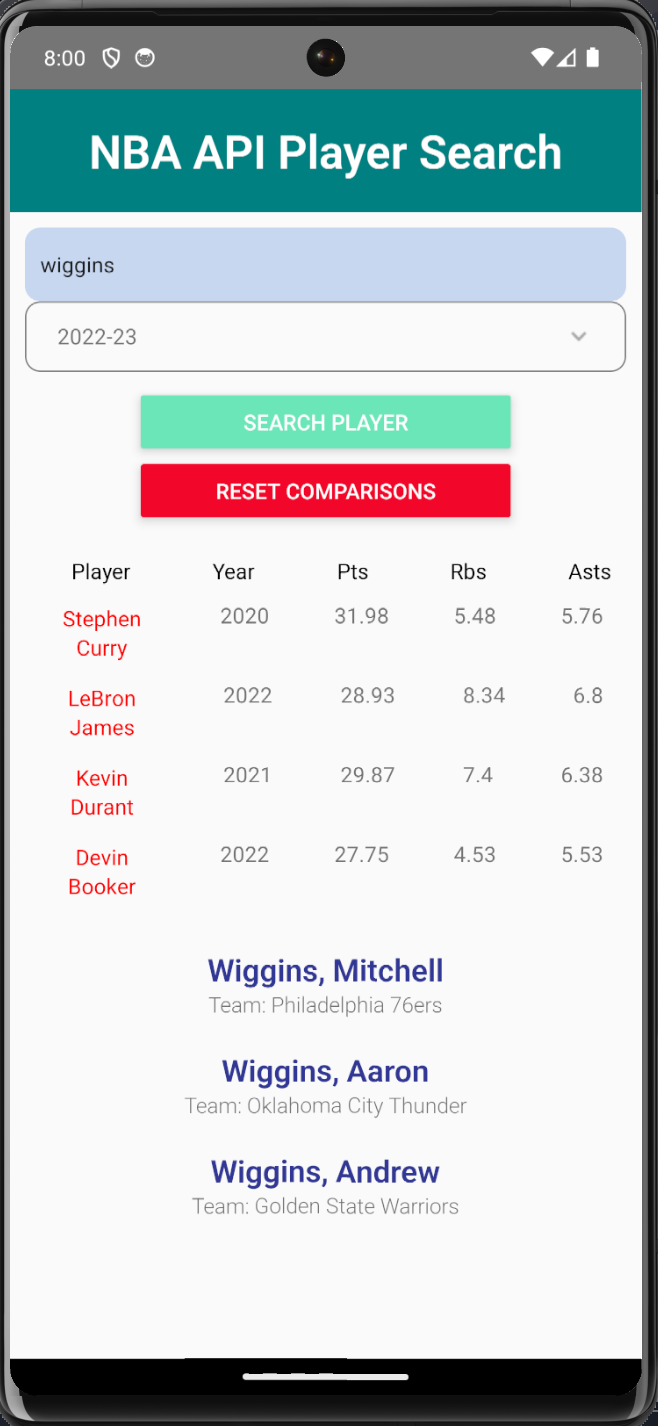 8:00
NBA API Player Search
wiggins
2022-23
SEARCH PLAYER
RESET COMPARISONS
Player Year Pts Rbs Asts
Stephen 2020 31.98 5.48 5.76
Curry
LeBron 2022 28.93 8.34 6.8
James
Kevin 2021 29.87 7.4 6.38
Durant
Devin 2022 27.75 4.53 5.53
Booker
Wiggins, Mitchell
Team: Philadelphia 76ers
Wiggins, Aaron
Team: Oklahoma City Thunder
Wiggins, Andrew
Team: Golden State Warriors